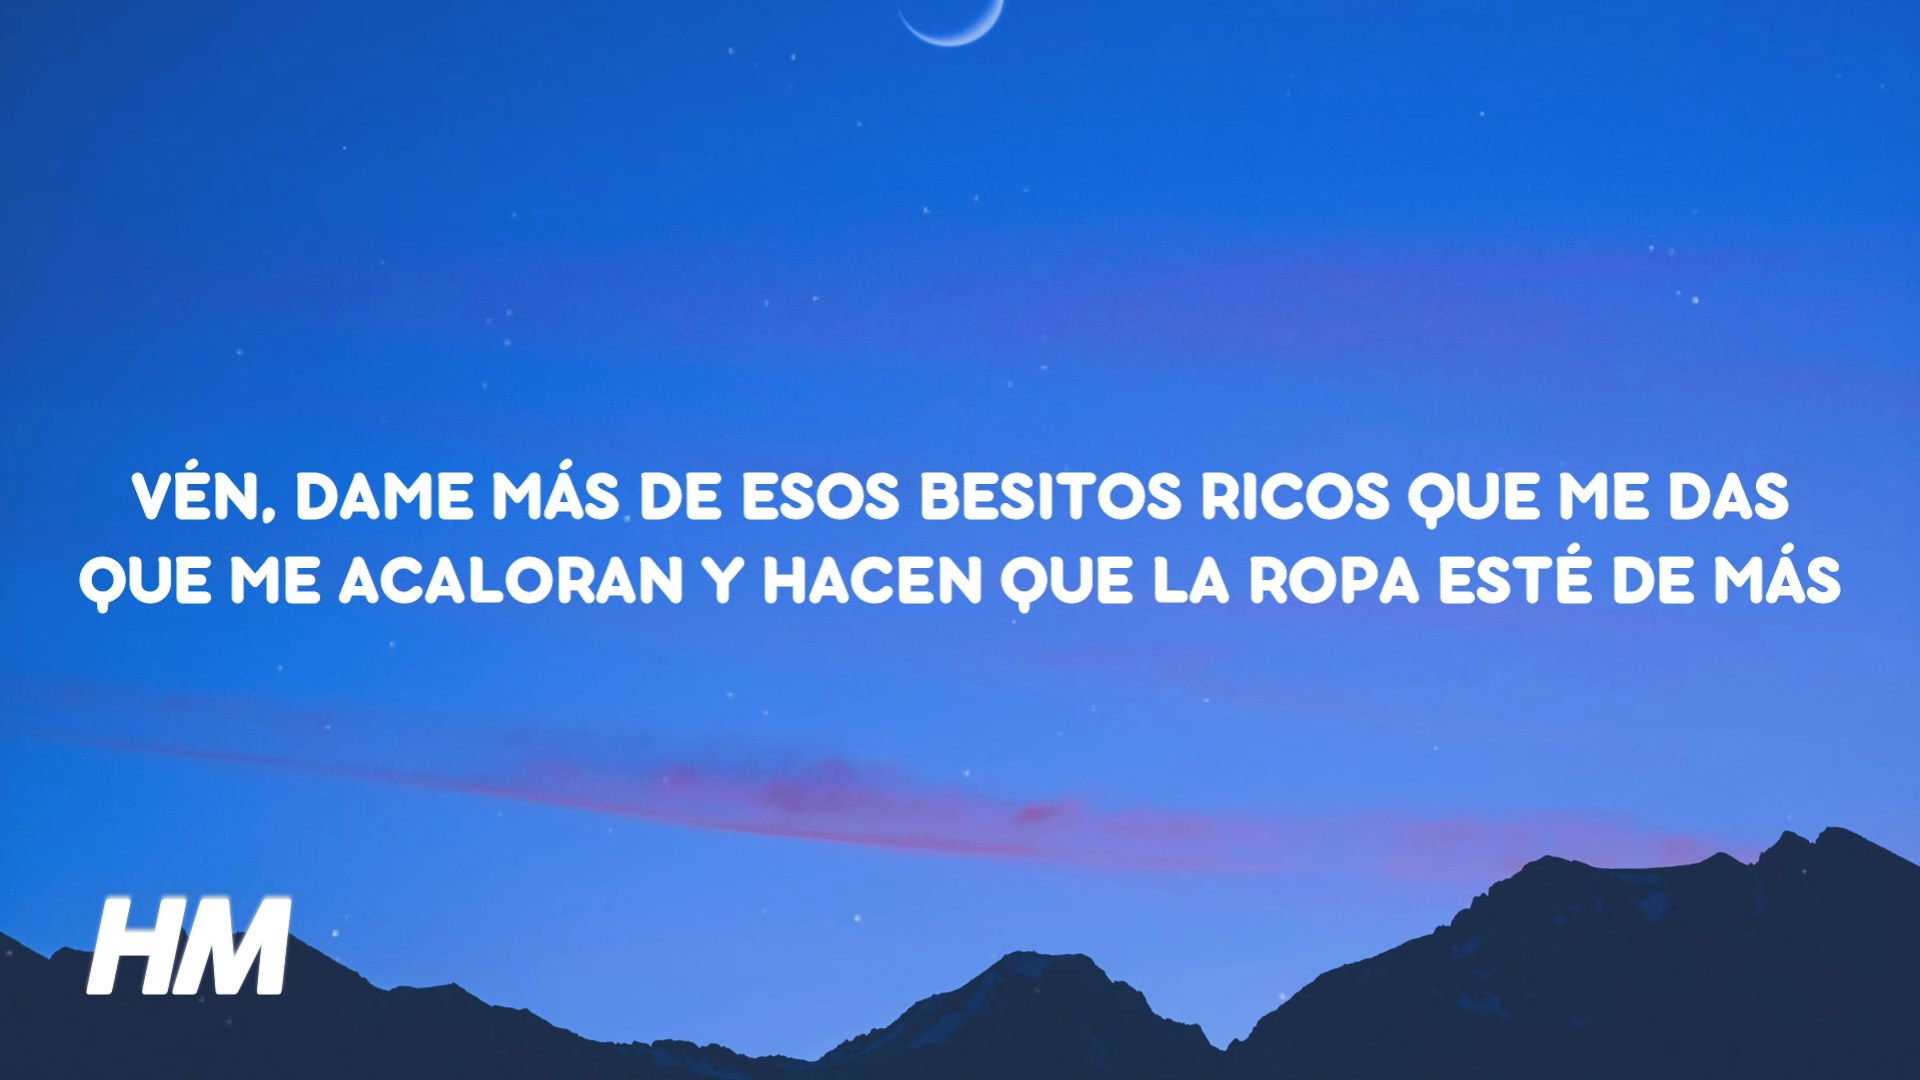 VÉN, DAME MÁS DE ESOS BESITOS RICOS QUE ME DAS
QUE ME ACALORAN Y HACEN QUE LA ROPA ESTÉ DE MÁS
HM